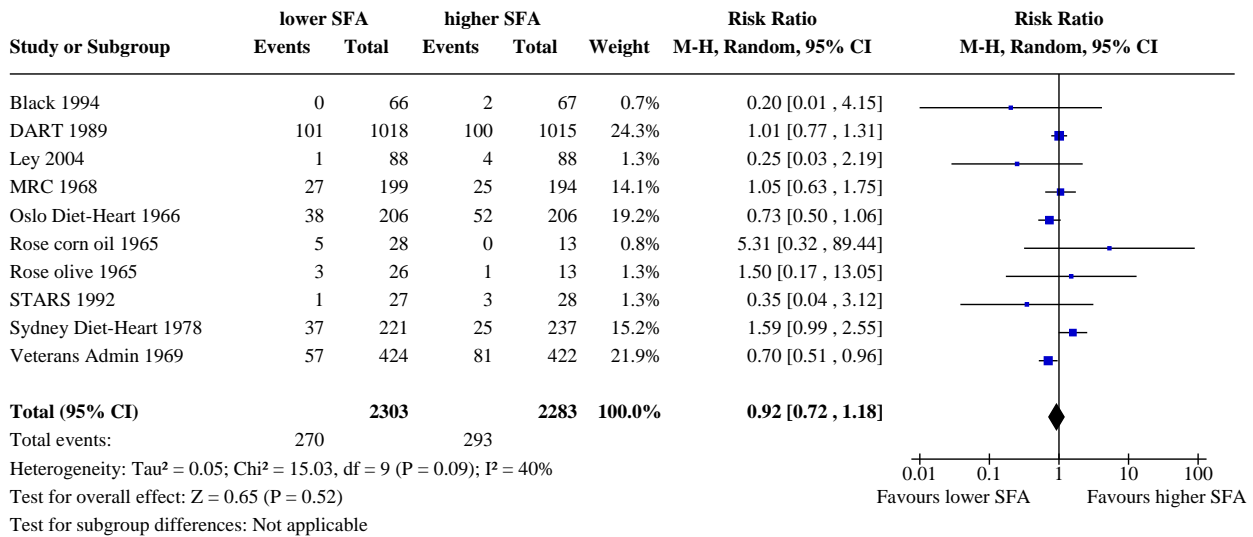 lower SFA higher SFA Risk Ratio Risk Ratio
Study or Subgroup Events Total Events Total Weight M-H, Random, 95% CI M-H, Random, 95% CI
Black 1994 0 66 2 67 0.7% 0.20 [0.01 , 4.15]
DART 1989 101 1018 100 1015 24.3% 1.01 [0.77 , 1.31]
Ley 2004 1 88 4 88 1.3% 0.25 [0.03 , 2.19]
MRC 1968 27 199 25 194 14.1% 1.05 [0.63 , 1.75]
Oslo Diet-Heart 1966 38 206 52 206 19.2% 0.73 [0.50 , 1.06]
Rose corn oil 1965 5 28 0 13 0.8% 5.31 [0.32 , 89.44]
Rose olive 1965 3 26 1 13 1.3% 1.50 [0.17 , 13.05]
STARS 1992 1 27 3 28 1.3% 0.35 [0.04 , 3.12]
Sydney Diet-Heart 1978 37 221 25 237 15.2% 1.59 [0.99 , 2.55]
Veterans Admin 1969 57 424 81 422 21.9% 0.70 [0.51 , 0.96]
Total (95% CI) 2303 2283 100.0% 0.92 [0.72 , 1.18]
Total events: 270 293
Heterogeneity: Tau² = 0.05; Chi² = 15.03, df = 9 (P = 0.09); I² = 40%
0.01 0.1 1 10 100
Test for overall effect: Z = 0.65 (P = 0.52)
Favours lower SFA Favours higher SFA
Test for subgroup differences: Not applicable